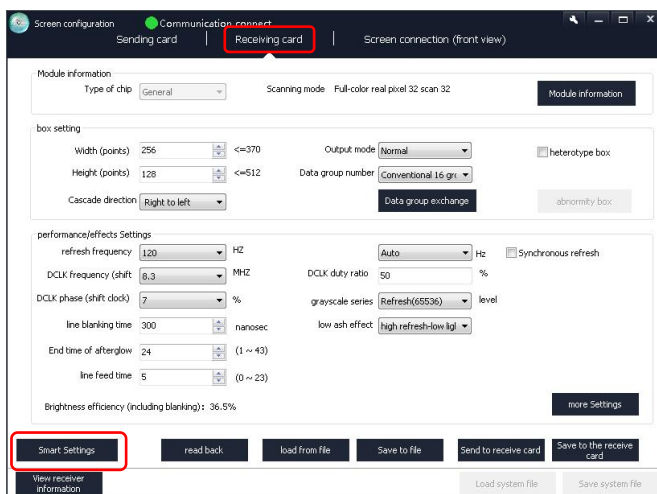 Screen configuration
Communication connect
Sending card | Receiving card | Screen connection (front view)
Module information
Type of chip General Scanning mode Full-color real pixel 32 scan 32 Module information
box setting
Width (points) 256 <=370 Output mode Normal heterotype box
Height (points) 128 <=512 Data group number Conventional 16 gro
Cascade direction Right to left Data group exchange abnormity box
performance/effects Settings
refresh frequency 120 HZ Auto Hz Synchronous refresh
DCLK frequency (shift 8.3 MHZ DCLK duty ratio 50 %
DCLK phase (shift clock) 7 % grayscale series Refresh(65536) level
line blanking time 300 nanosec low ash effect high refresh-low ligl
End time of afterglow 24 (1 ~ 43)
line feed time 5 (0 ~ 23)
Brightness efficiency (including blanking): 36.5% more Settings
Smart Settings read back load from file Save to file Send to receive card Save to the receive card
View receiver information Load system file Save system file